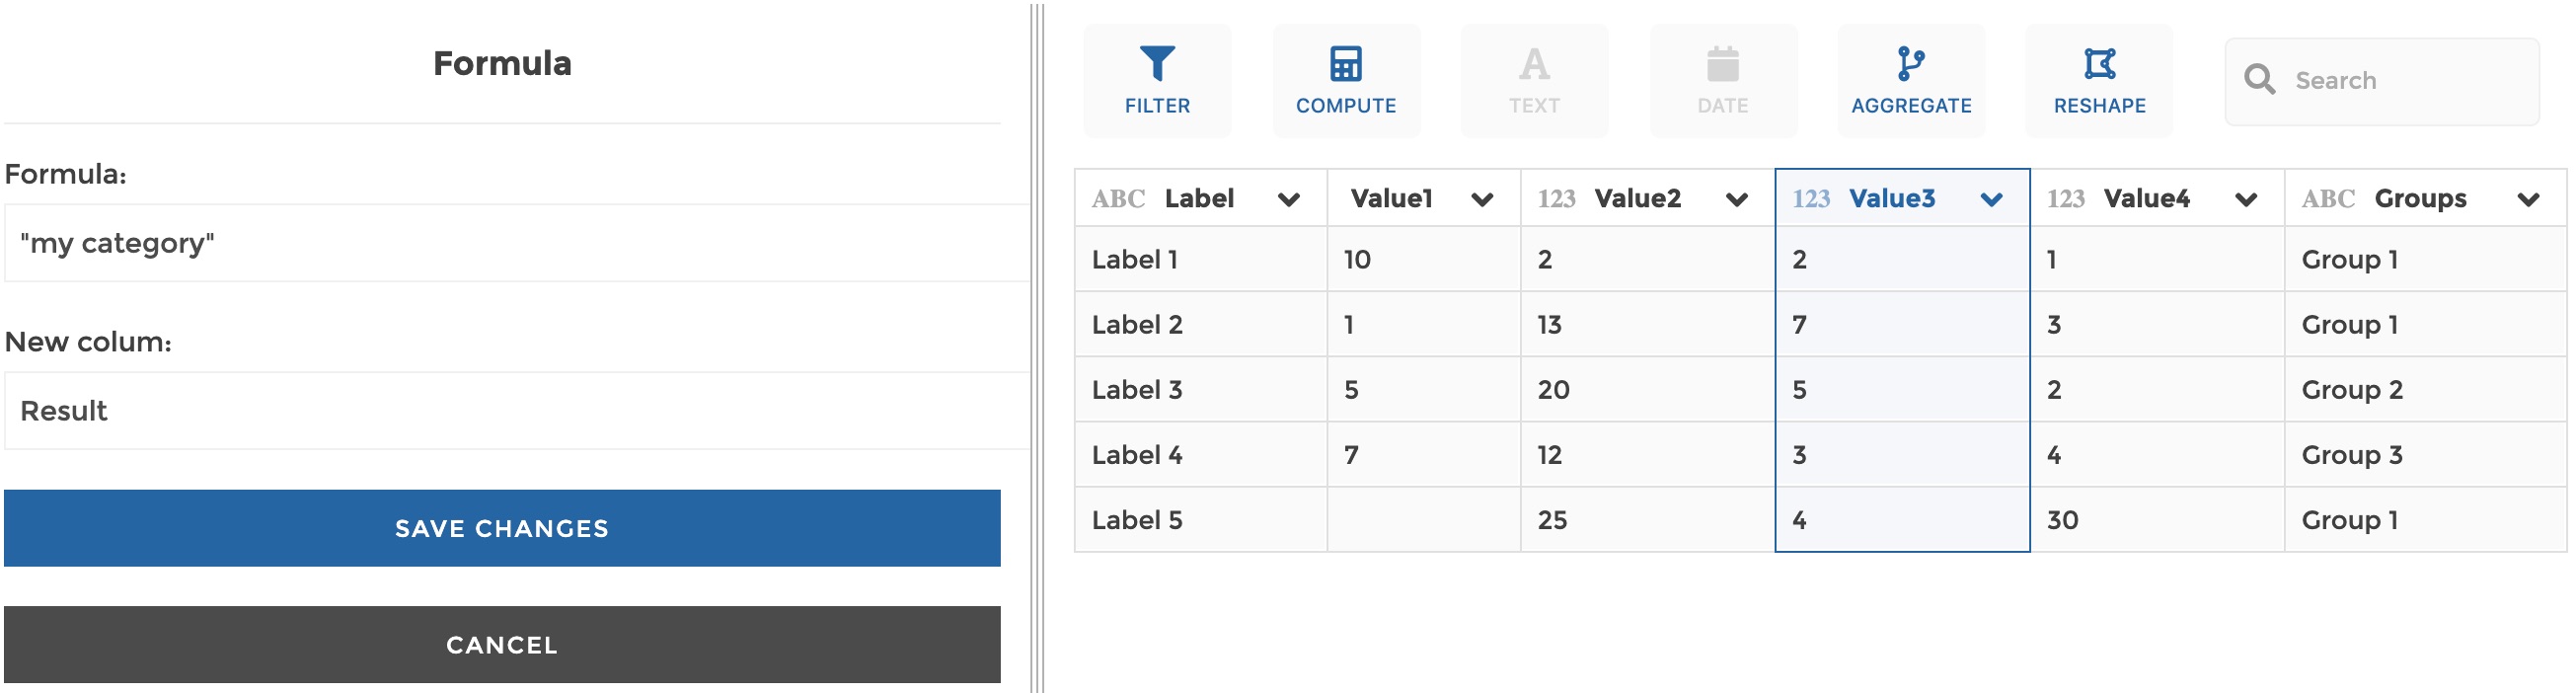 Formula
Formula:
"my category"
New colum:
Result
SAVE CHANGES
CANCEL
FILTER COMPUTE TEXT DATE AGGREGATE RESHAPE Search
ABC Label Value1 123 Value2 123 Value3 123 Value4 ABC Groups
Label 1 10 2 2 1 Group 1
Label 2 1 13 7 3 Group 1
Label 3 5 20 5 2 Group 2
Label 4 7 12 3 4 Group 3
Label 5 25 4 30 Group 1